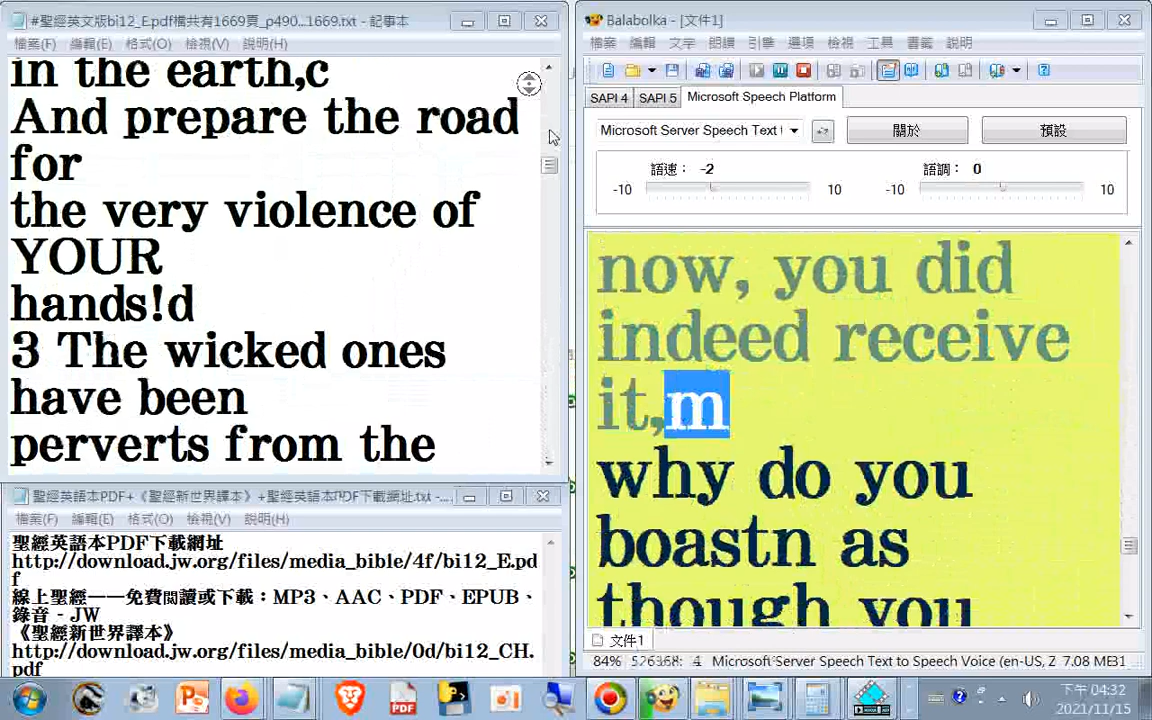 #聖經英文版bi12_E.pdf檔共有1669頁_p490...1669.txt - 記事本
檔案(F) 編輯(E) 格式(O) 檢視(V) 說明(H)
in the earth,c
And prepare the road
for
the very violence of
YOUR
hands!d
3 The wicked ones
have been
perverts from the
聖經英語本PDF+《聖經新世界譯本》+聖經英語本PDF下載網址.txt -...
檔案(F) 編輯(E) 格式(O) 檢視(V) 說明(H)
聖經英語本PDF下載網址
http://download.jw.org/files/media_bible/4f/bi12_E.pd
f
線上聖經——免費閱讀或下載：MP3、AAC、PDF、EPUB、
錄音 - JW
《聖經新世界譯本》
http://download.jw.org/files/media_bible/0d/bi12_CH.
pdf
Balabolka - [文件1]
檔案 編輯 文字 朗讀 引擎 選項 檢視 工具 書籤 說明
SAPI 4 SAPI 5 Microsoft Speech Platform
Microsoft Server Speech Text 關於 預設
語速： -2 語調： 0
-10 10 -10 10
now, you did
indeed receive
it,m
why do you
boastn as
though you
文件1
84% 526368: 4 Microsoft Server Speech Text to Speech Voice (en-US, Z 7.08 MB
PDF
下午 04:32
2021/11/15